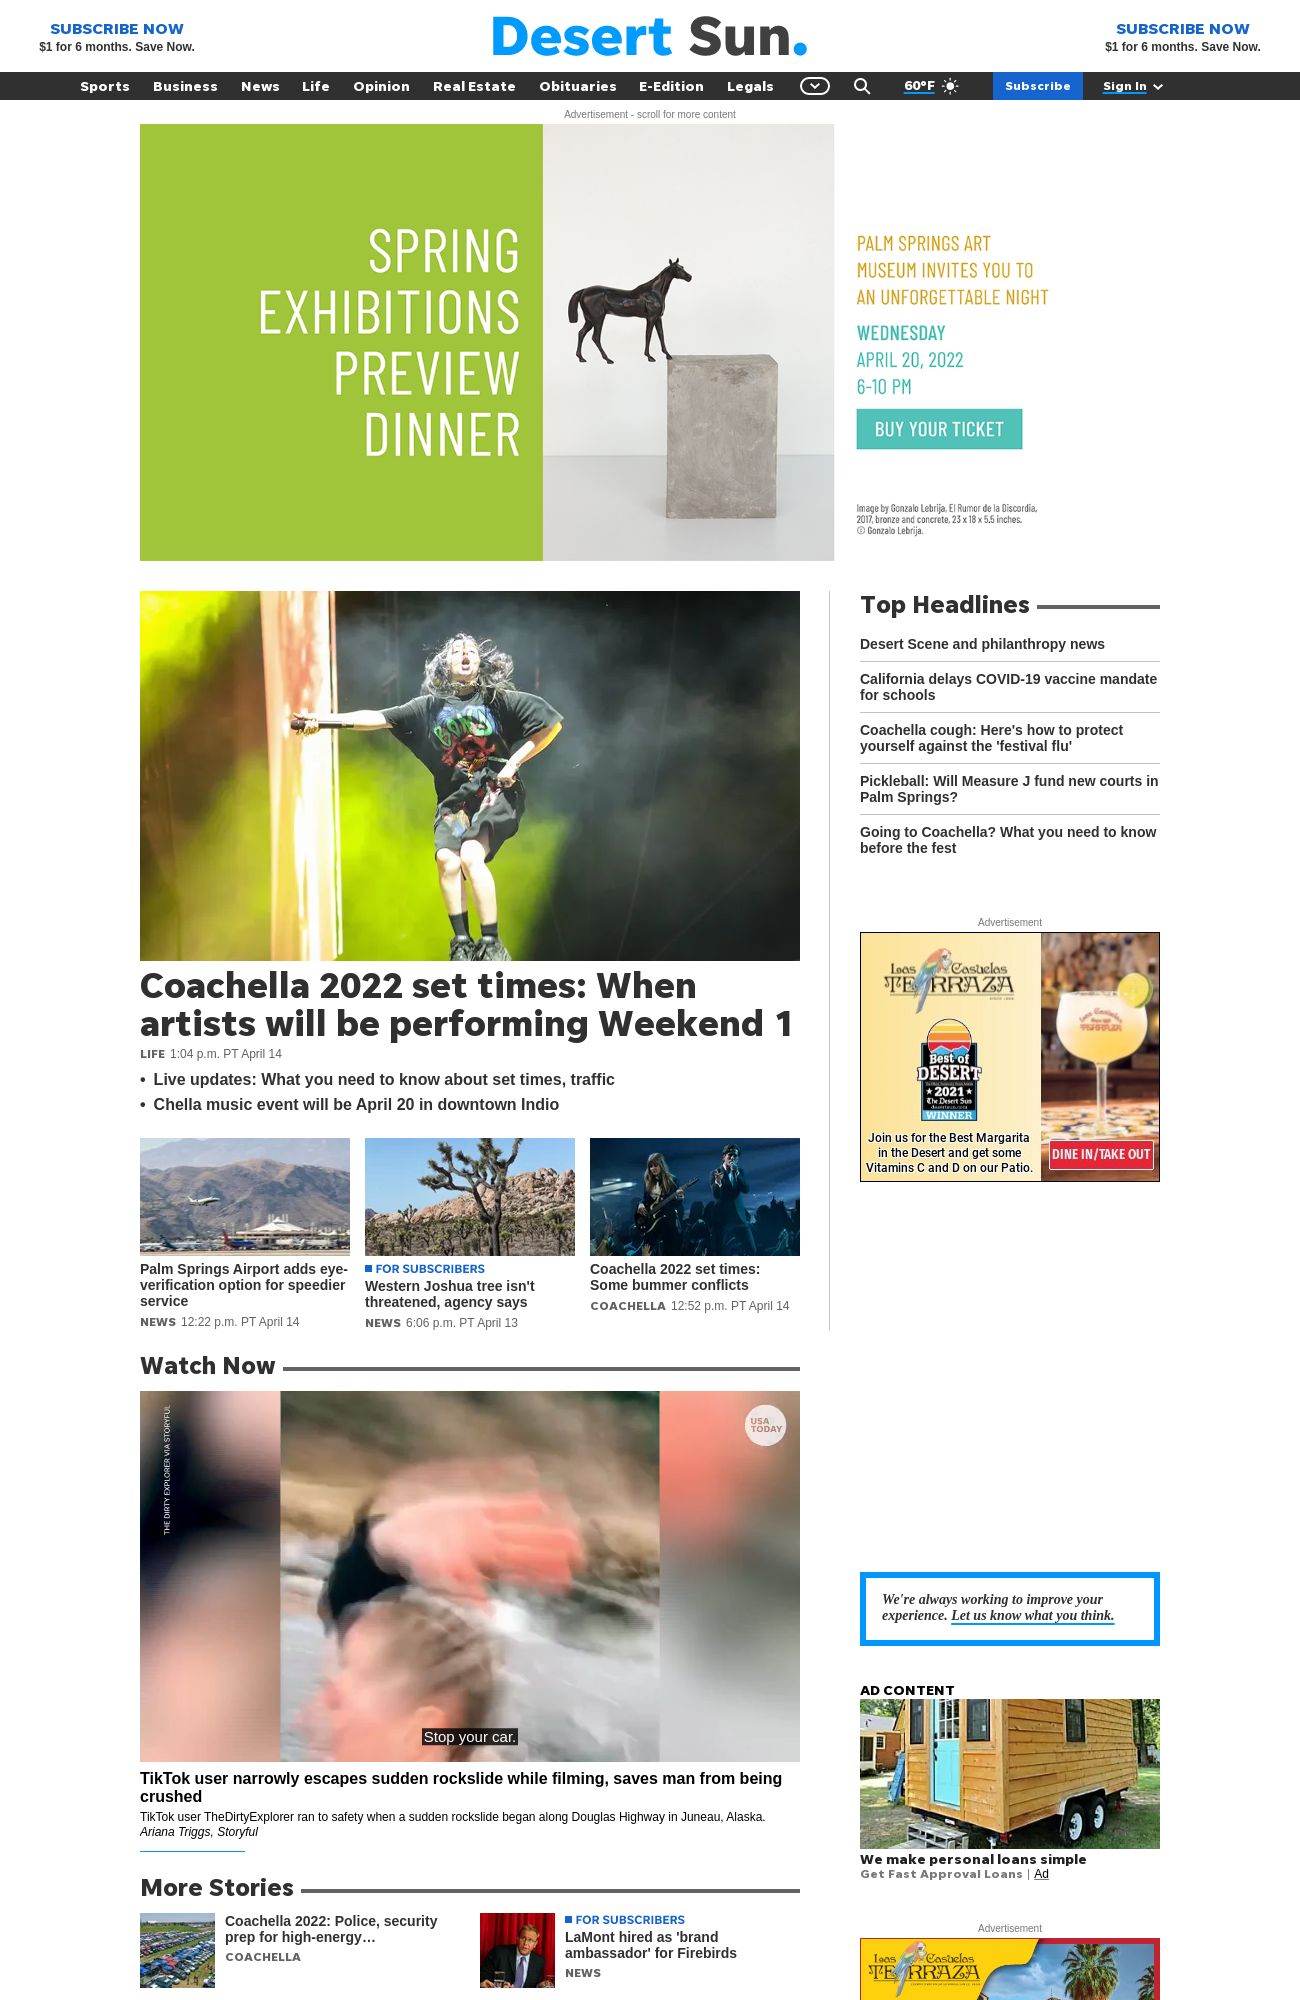 SUBSCRIBE NOW
$1 for 6 months. Save Now.
Desert Sun.
SUBSCRIBE NOW
$1 for 6 months. Save Now.
Sports Business News Life Opinion Real Estate Obituaries E-Edition Legals 60°F Subscribe Sign In
Advertisement - scroll for more content
SPRING
EXHIBITIONS
PREVIEW
DINNER
PALM SPRINGS ART
MUSEUM INVITES YOU TO
AN UNFORGETTABLE NIGHT
WEDNESDAY
APRIL 20, 2022
6-10 PM
BUY YOUR TICKET
Image by Gonzalo Lebrija, El Rumor de la Discordia,
2017, bronze and concrete, 23 x 18 x 5.5 inches.
© Gonzalo Lebrija.
Coachella 2022 set times: When
artists will be performing Weekend 1
LIFE 1:04 p.m. PT April 14
• Live updates: What you need to know about set times, traffic
• Chella music event will be April 20 in downtown Indio
Palm Springs Airport adds eye-
verification option for speedier
service
NEWS 12:22 p.m. PT April 14
FOR SUBSCRIBERS
Western Joshua tree isn't
threatened, agency says
NEWS 6:06 p.m. PT April 13
Coachella 2022 set times:
Some bummer conflicts
COACHELLA 12:52 p.m. PT April 14
Top Headlines
Desert Scene and philanthropy news
California delays COVID-19 vaccine mandate
for schools
Coachella cough: Here's how to protect
yourself against the 'festival flu'
Pickleball: Will Measure J fund new courts in
Palm Springs?
Going to Coachella? What you need to know
before the fest
Advertisement
Las Casuelas
TERRAZA
Best of
DESERT
2021
The Desert Sun
WINNER
Join us for the Best Margarita
in the Desert and get some
Vitamins C and D on our Patio.
DINE IN/TAKE OUT
Watch Now
THE DIRTY EXPLORER VIA STORYFUL
USA
TODAY
Stop your car.
TikTok user narrowly escapes sudden rockslide while filming, saves man from being
crushed
TikTok user TheDirtyExplorer ran to safety when a sudden rockslide began along Douglas Highway in Juneau, Alaska.
Ariana Triggs, Storyful
We're always working to improve your
experience. Let us know what you think.
AD CONTENT
We make personal loans simple
Get Fast Approval Loans | Ad
More Stories
Coachella 2022: Police, security
prep for high-energy…
COACHELLA
FOR SUBSCRIBERS
LaMont hired as 'brand
ambassador' for Firebirds
NEWS
Advertisement
Las Casuelas
TERRAZA